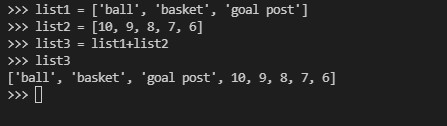 >>> list1 = ['ball', 'basket', 'goal post']
>>> list2 = [10, 9, 8, 7, 6]
>>> list3 = list1+list2
>>> list3
['ball', 'basket', 'goal post', 10, 9, 8, 7, 6]
>>>